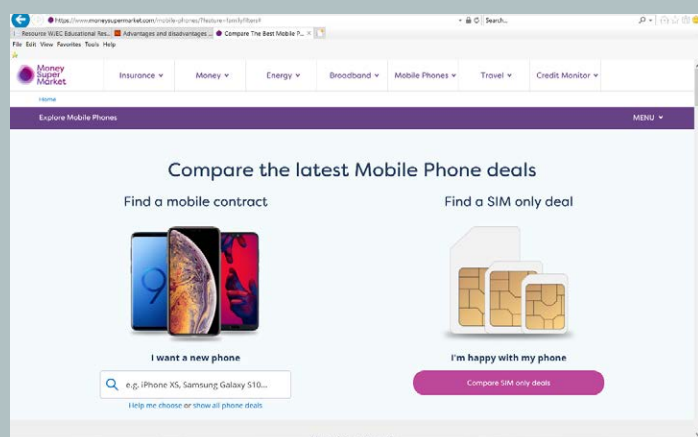 https://www.moneysupermarket.com/mobile-phones/?feature=familyfilters#
Search...
Resource WJEC Educational Res...
Advantages and disadvantages ...
Compare The Best Mobile P...
File Edit View Favorites Tools Help
Money Super Market
Insurance
Money
Energy
Broadband
Mobile Phones
Travel
Credit Monitor
Home
Explore Mobile Phones
MENU
Compare the latest Mobile Phone deals
Find a mobile contract
Find a SIM only deal
9
I want a new phone
I'm happy with my phone
e.g. iPhone XS, Samsung Galaxy S10...
Compare SIM only deals
Help me choose or show all phone deals